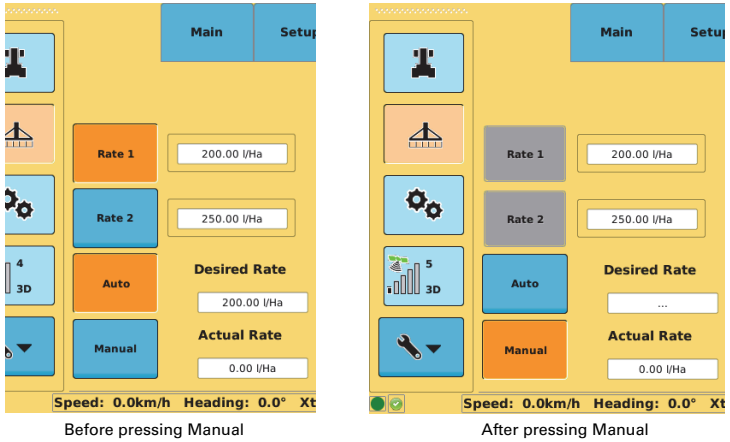 Main Setup
Rate 1 200.00 l/Ha
Rate 2 250.00 l/Ha
Desired Rate
4
3D
Auto
200.00 l/Ha
Actual Rate
Manual
0.00 l/Ha
Speed: 0.0km/h Heading: 0.0° Xt
Before pressing Manual
Main Setup
Rate 1 200.00 l/Ha
Rate 2 250.00 l/Ha
Desired Rate
5
3D
Auto
...
Actual Rate
Manual
0.00 l/Ha
Speed: 0.0km/h Heading: 0.0° Xt
After pressing Manual